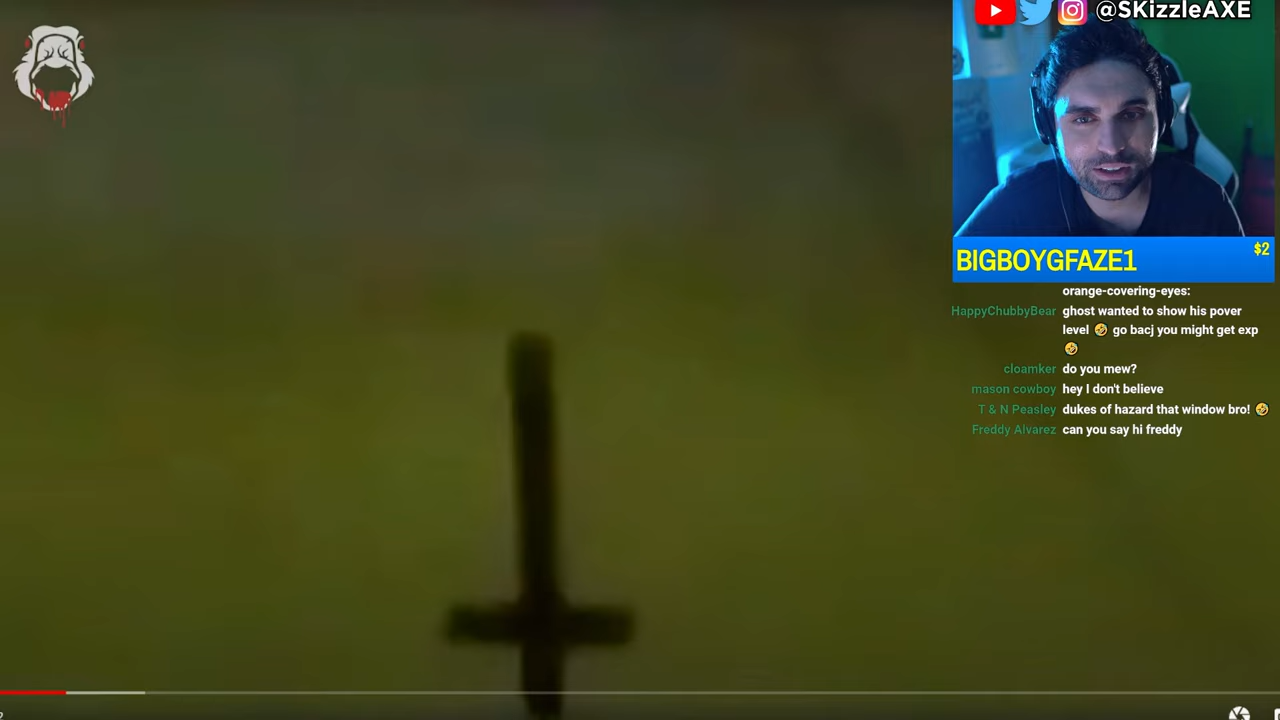 @SKizzleAXE
BIGBOYGFAZE1
$2
orange-covering-eyes:
HappyChubbyBear ghost wanted to show his pover
level 🤣 go bacj you might get exp
🤣
cloamker do you mew?
mason cowboy hey I don't believe
T & N Peasley dukes of hazard that window bro! 🤣
Freddy Alvarez can you say hi freddy